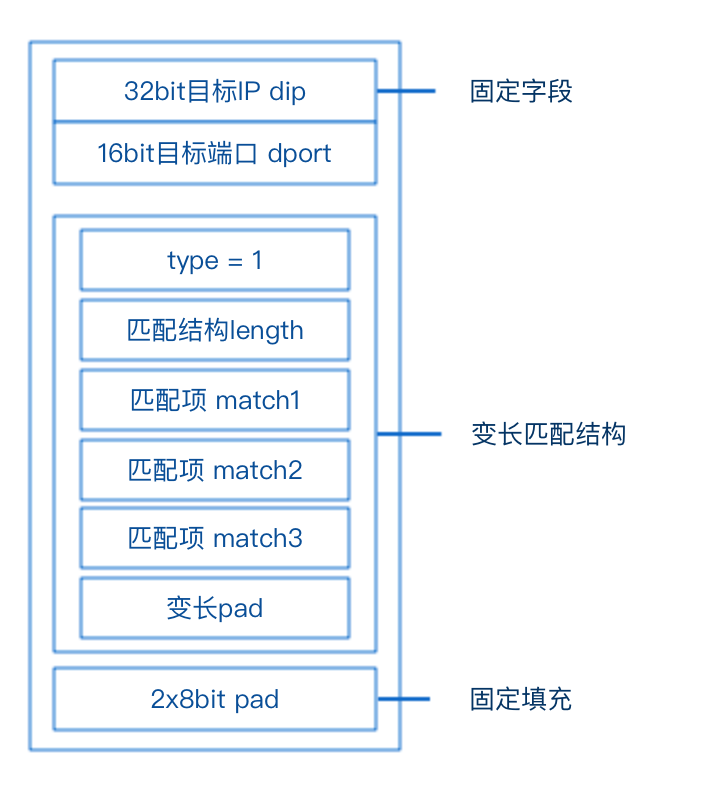 32bit目标IP dip
固定字段
16bit目标端口 dport
type = 1
匹配结构length
匹配项 match1
变长匹配结构
匹配项 match2
匹配项 match3
变长pad
2x8bit pad
固定填充